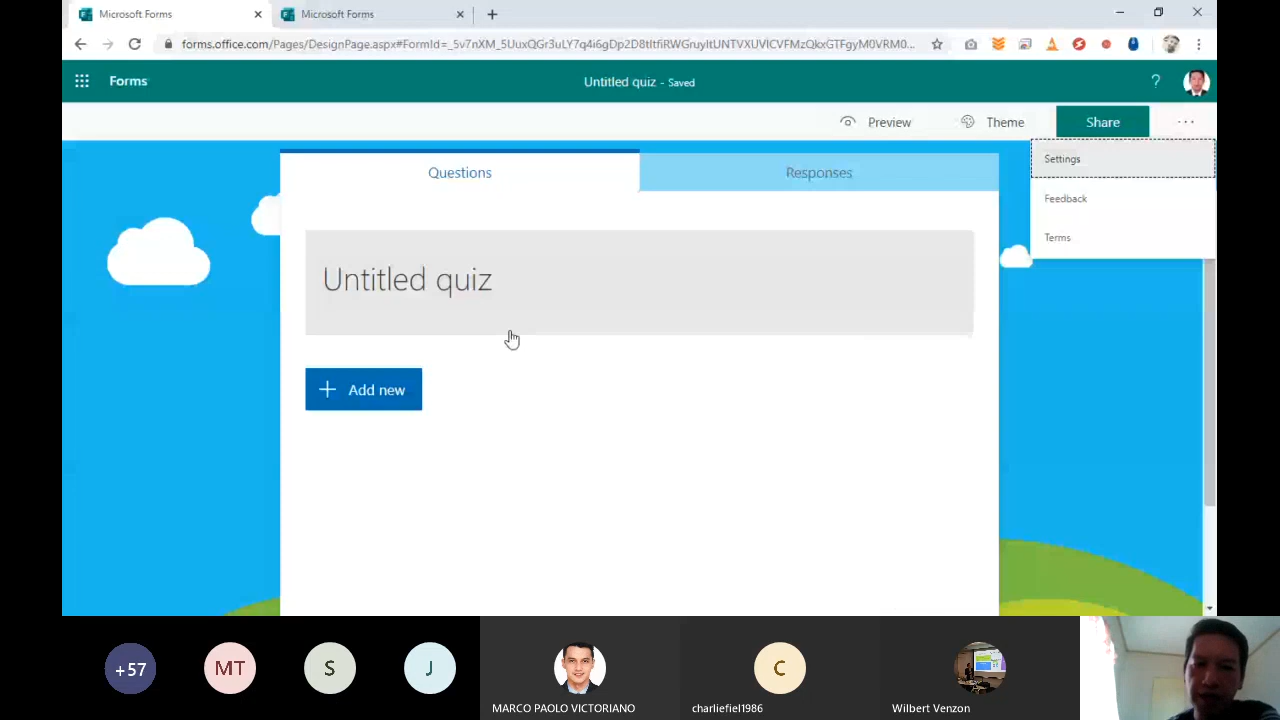 Microsoft Forms
Microsoft Forms
forms.office.com/Pages/DesignPage.aspx#FormId=
Forms
Untitled quiz - Saved
?
Preview
Theme
Share
...
Settings
Feedback
Terms
Questions
Responses
Untitled quiz
Add new
+57
MT
S
J
C
MARCO PAOLO VICTORIANO
charliefiel1986
Wilbert Venzon